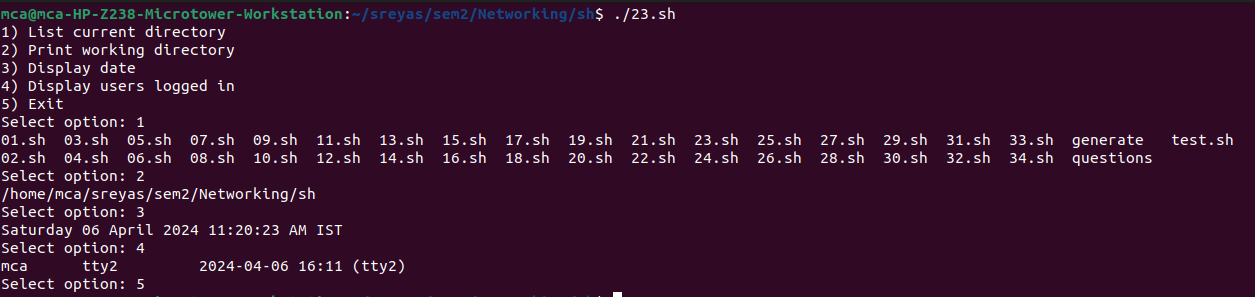 mca@mca-HP-Z238-Microtower-Workstation:~/sreyas/sem2/Networking/sh$ ./23.sh
1) List current directory
2) Print working directory
3) Display date
4) Display users logged in
5) Exit
Select option: 1
01.sh  03.sh  05.sh  07.sh  09.sh  11.sh  13.sh  15.sh  17.sh  19.sh  21.sh  23.sh  25.sh  27.sh  29.sh  31.sh  33.sh  generate   test.sh
02.sh  04.sh  06.sh  08.sh  10.sh  12.sh  14.sh  16.sh  18.sh  20.sh  22.sh  24.sh  26.sh  28.sh  30.sh  32.sh  34.sh  questions
Select option: 2
/home/mca/sreyas/sem2/Networking/sh
Select option: 3
Saturday 06 April 2024 11:20:23 AM IST
Select option: 4
mca      tty2         2024-04-06 16:11 (tty2)
Select option: 5